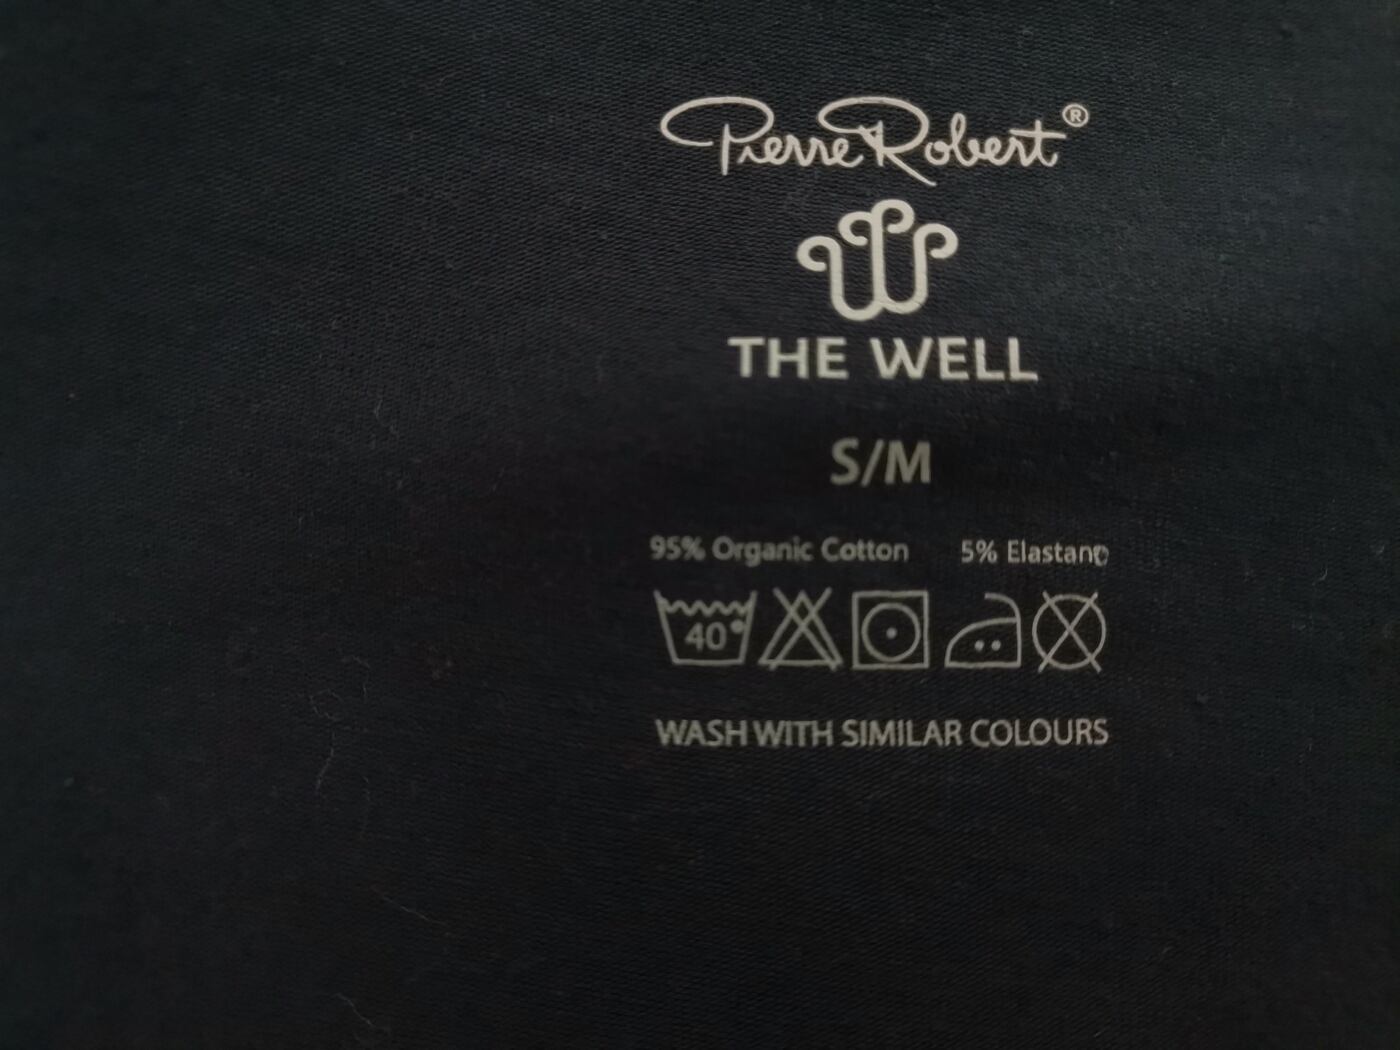 Pierre Robert®
THE WELL
S/M
95% Organic Cotton 5% Elastane
40°
WASH WITH SIMILAR COLOURS